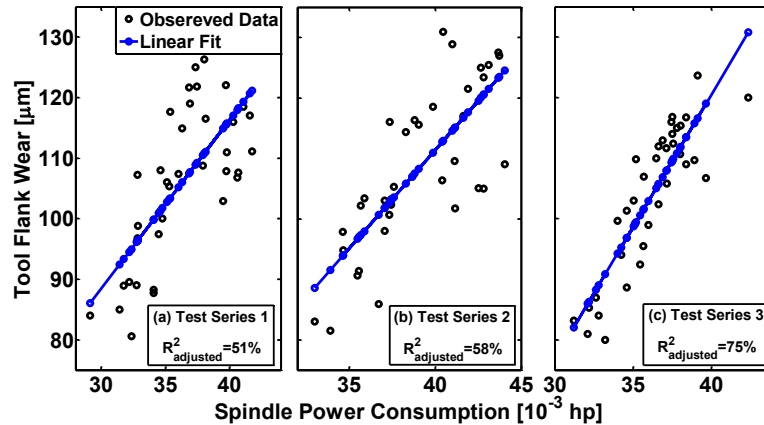 Obsereved Data
Linear Fit
Tool Flank Wear [μm]
130
120
110
100
90
80
(a) Test Series 1
R²adjusted=51%
(b) Test Series 2
R²adjusted=58%
(c) Test Series 3
R²adjusted=75%
30 35 40 35 40 30 35 40
Spindle Power Consumption [10⁻³ hp]